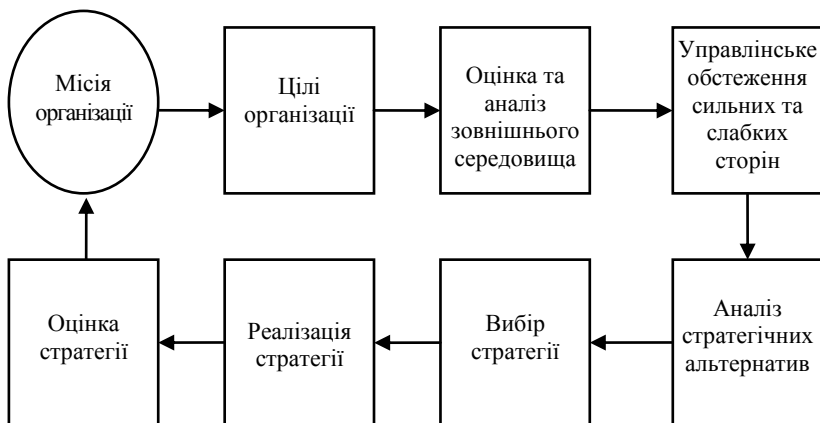 Місія
організації
Цілі
організації
Оцінка та
аналіз
зовнішнього
середовища
Управлінське
обстеження
сильних та
слабких
сторін
Аналіз
стратегічних
альтернатив
Вибір
стратегії
Реалізація
стратегії
Оцінка
стратегії